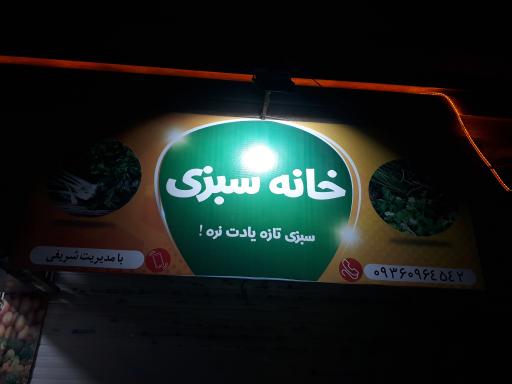 خانه سبزی
سبزی تازه یادت نره !
با مدیریت شریفی
۰۹۳۶۰۹۶۴۵۴۲